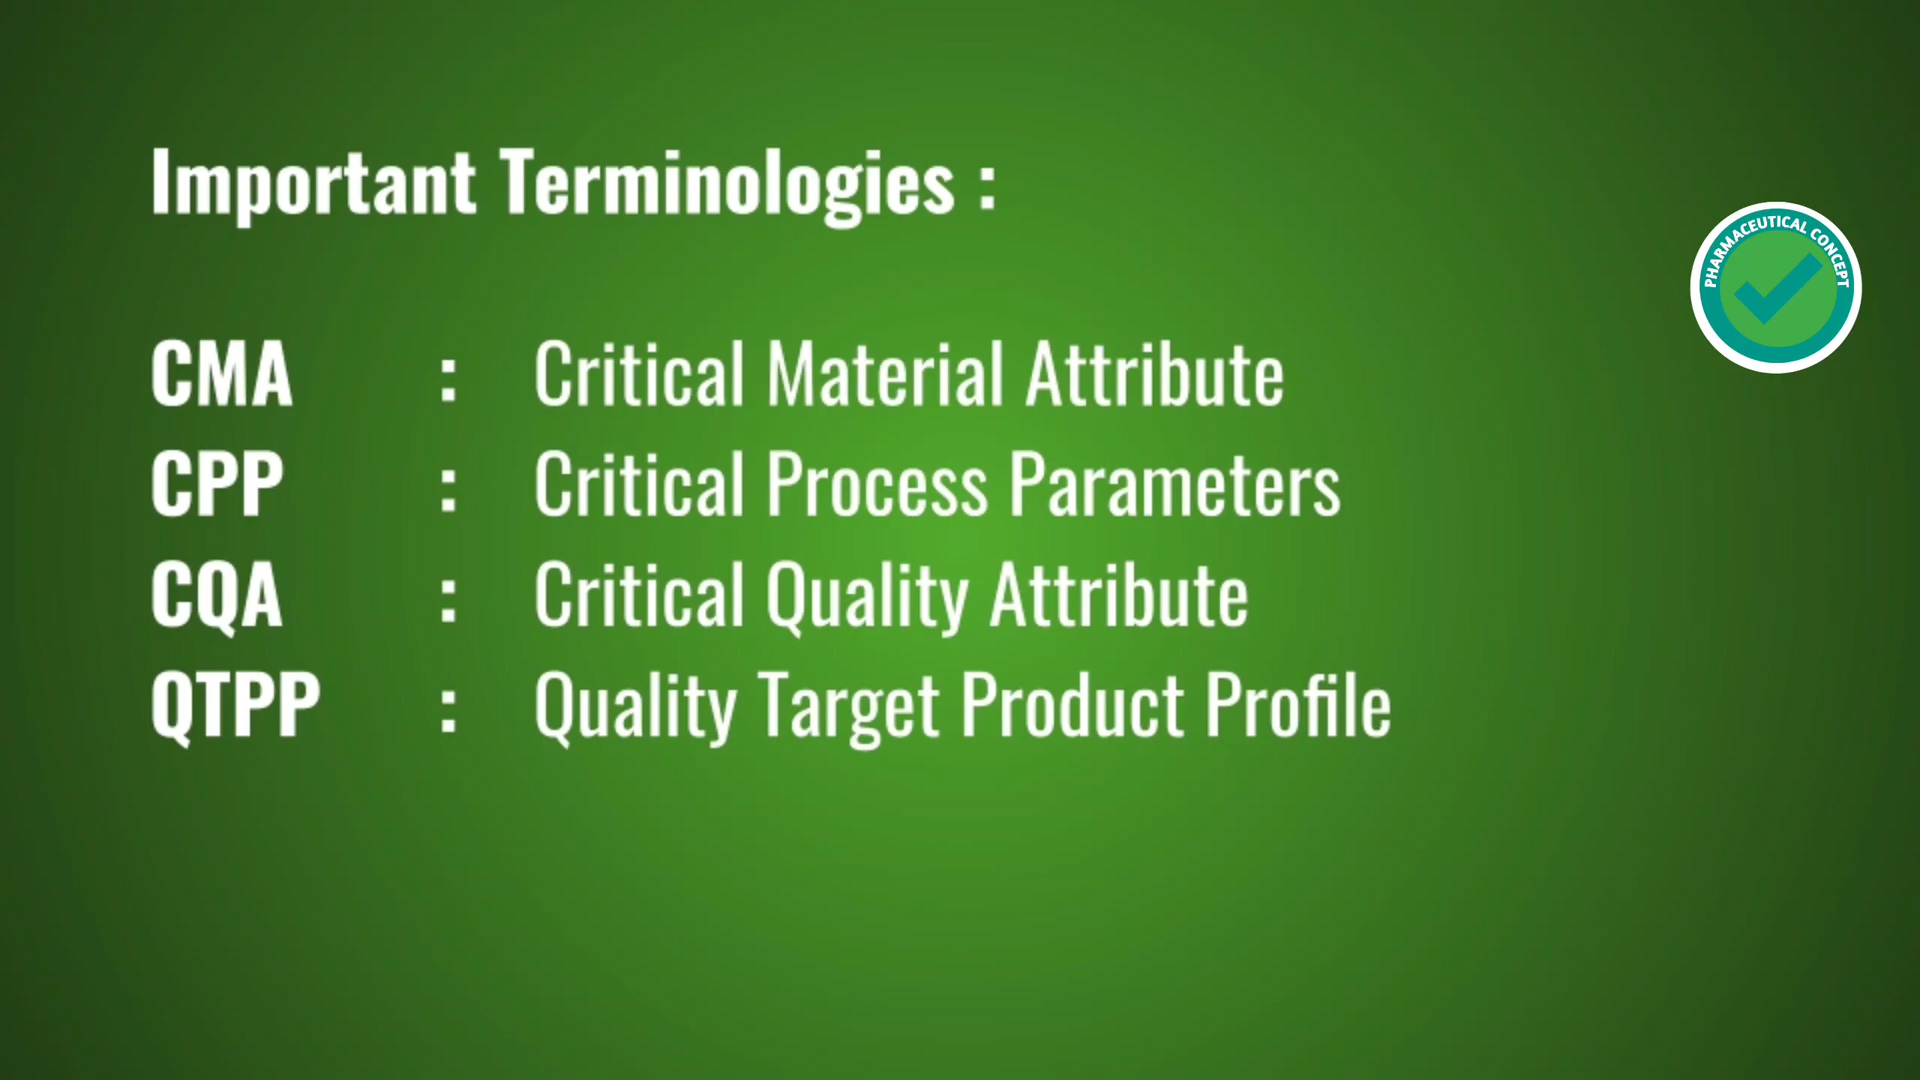 Important Terminologies :
PHARMACEUTICAL CONCEPT
CMA : Critical Material Attribute
CPP : Critical Process Parameters
CQA : Critical Quality Attribute
QTPP : Quality Target Product Profile